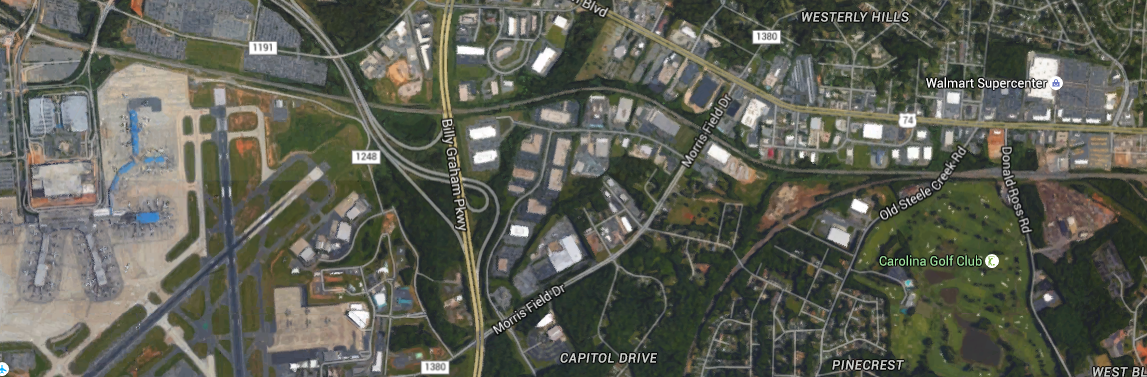 n Blvd
WESTERLY HILLS
1380
1191
Walmart Supercenter
74
Billy Graham Pkwy
Morris Field Dr
1248
Old Steele Creek Rd
Donald Ross Rd
Carolina Golf Club
Morris Field Dr
CAPITOL DRIVE
PINECREST
1380
WEST BL